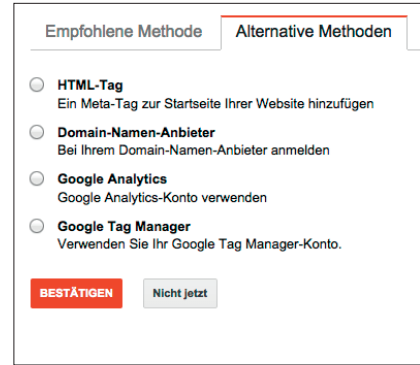 Empfohlene Methode
Alternative Methoden
HTML-Tag
Ein Meta-Tag zur Startseite Ihrer Website hinzufügen
Domain-Namen-Anbieter
Bei Ihrem Domain-Namen-Anbieter anmelden
Google Analytics
Google Analytics-Konto verwenden
Google Tag Manager
Verwenden Sie Ihr Google Tag Manager-Konto.
BESTÄTIGEN
Nicht jetzt